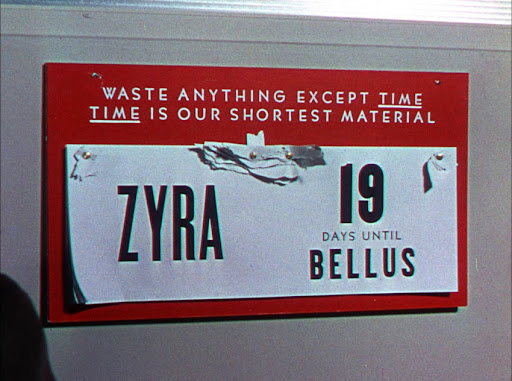 WASTE ANYTHING EXCEPT TIME
TIME IS OUR SHORTEST MATERIAL
ZYRA
19
DAYS UNTIL
BELLUS